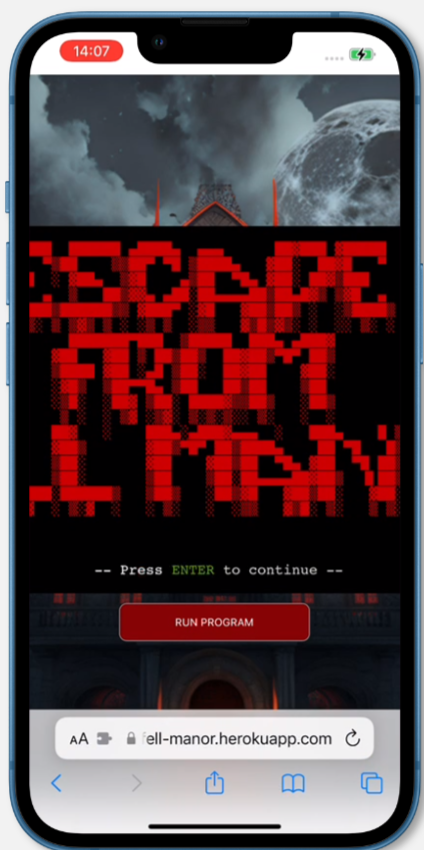 14:07
ESCAPE
FROM
L MAN
-- Press ENTER to continue --
RUN PROGRAM
AA fell-manor.herokuapp.com